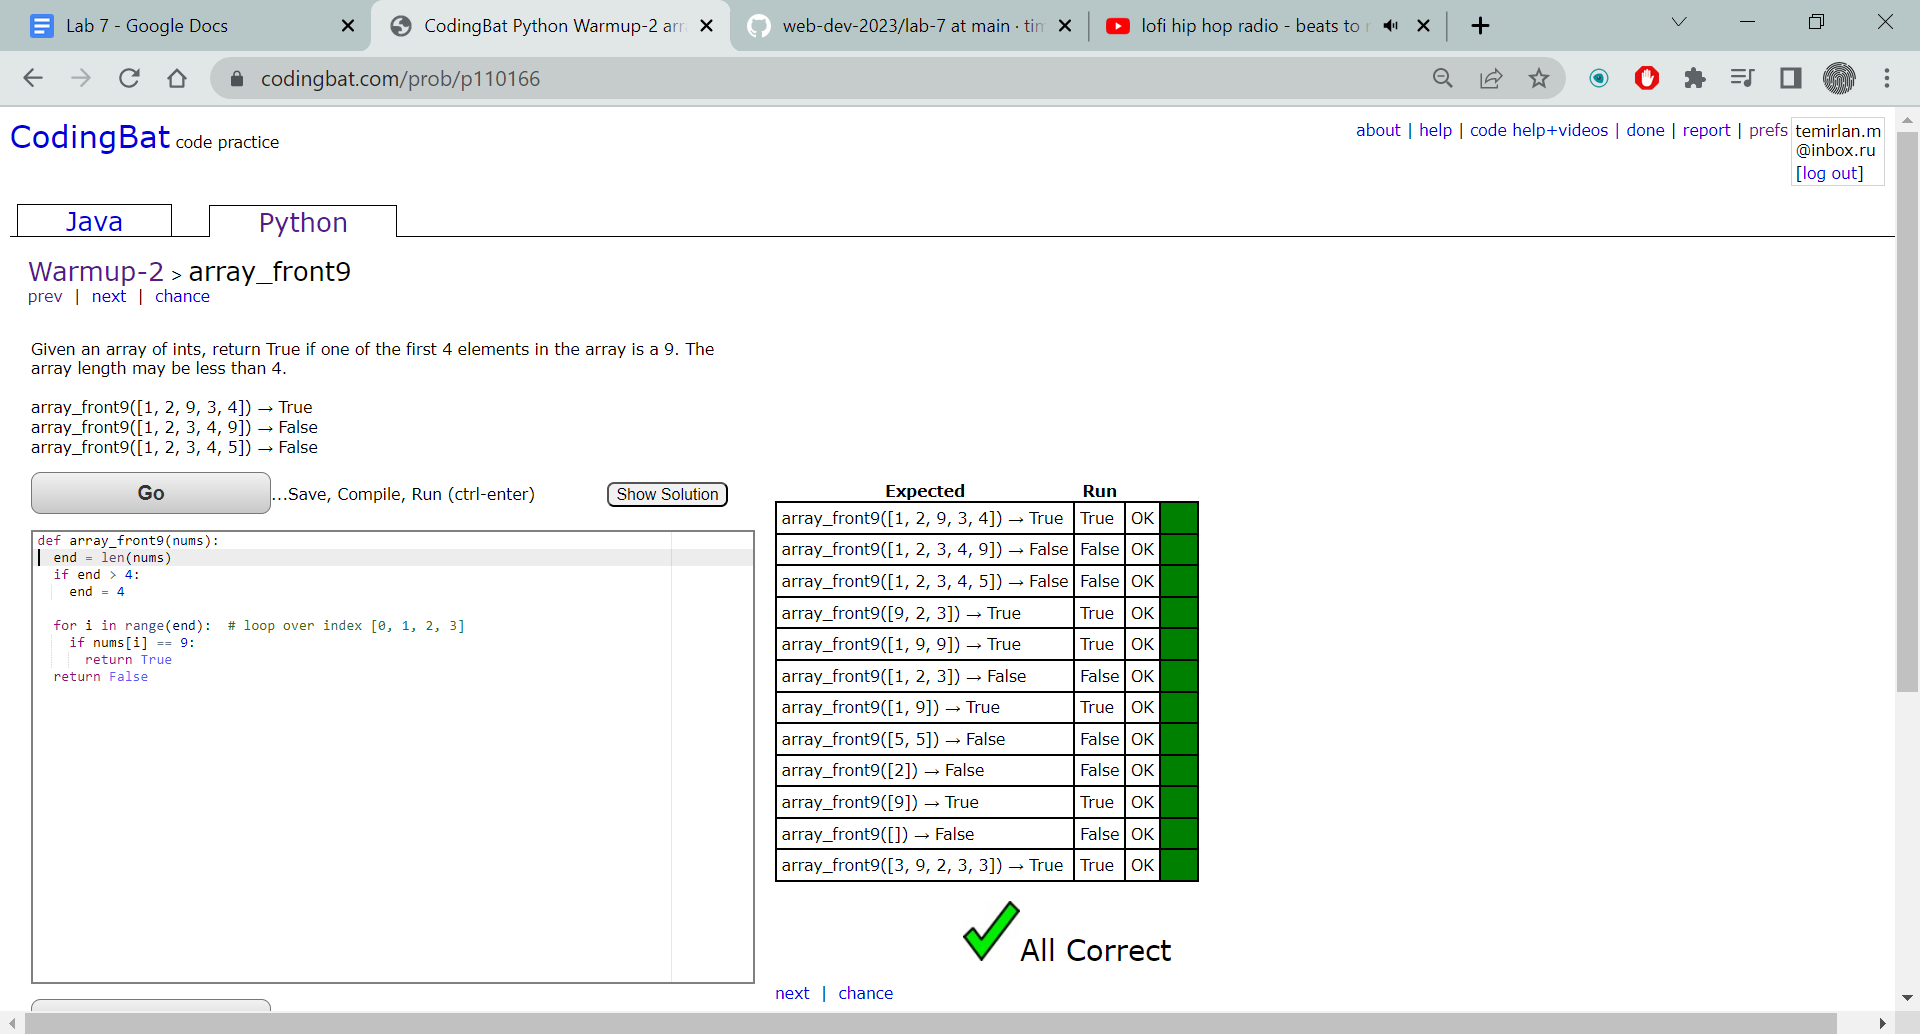 Lab 7 - Google Docs
CodingBat Python Warmup-2 arr
web-dev-2023/lab-7 at main · tim
lofi hip hop radio - beats to r
codingbat.com/prob/p110166
CodingBat code practice
about | help | code help+videos | done | report | prefs
temirlan.m
@inbox.ru
[log out]
Java
Python
Warmup-2 > array_front9
prev | next | chance
Given an array of ints, return True if one of the first 4 elements in the array is a 9. The
array length may be less than 4.
array_front9([1, 2, 9, 3, 4]) → True
array_front9([1, 2, 3, 4, 9]) → False
array_front9([1, 2, 3, 4, 5]) → False
Go
...Save, Compile, Run (ctrl-enter)
Show Solution
def array_front9(nums):
  end = len(nums)
  if end > 4:
    end = 4
  for i in range(end):  # loop over index [0, 1, 2, 3]
    if nums[i] == 9:
      return True
  return False
Expected Run
array_front9([1, 2, 9, 3, 4]) → True True OK
array_front9([1, 2, 3, 4, 9]) → False False OK
array_front9([1, 2, 3, 4, 5]) → False False OK
array_front9([9, 2, 3]) → True True OK
array_front9([1, 9, 9]) → True True OK
array_front9([1, 2, 3]) → False False OK
array_front9([1, 9]) → True True OK
array_front9([5, 5]) → False False OK
array_front9([2]) → False False OK
array_front9([9]) → True True OK
array_front9([]) → False False OK
array_front9([3, 9, 2, 3, 3]) → True True OK
All Correct
next | chance